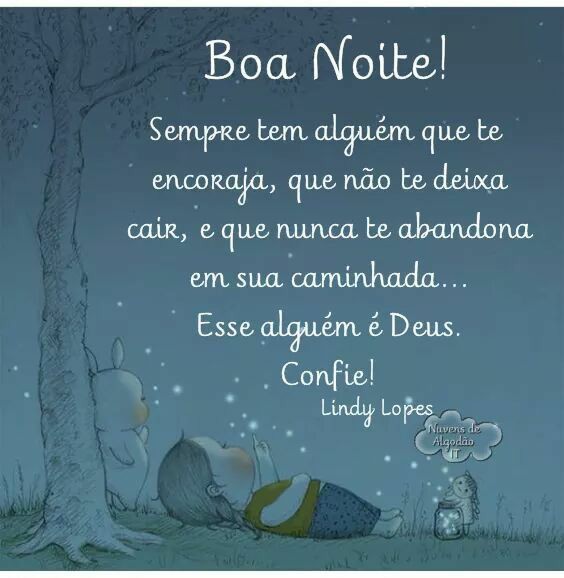 Boa Noite!
Sempre tem alguém que te
encoraja, que não te deixa
cair, e que nunca te abandona
em sua caminhada...
Esse alguém é Deus.
Confie!
Lindy Lopes
Nuvens de
Algodão
IT